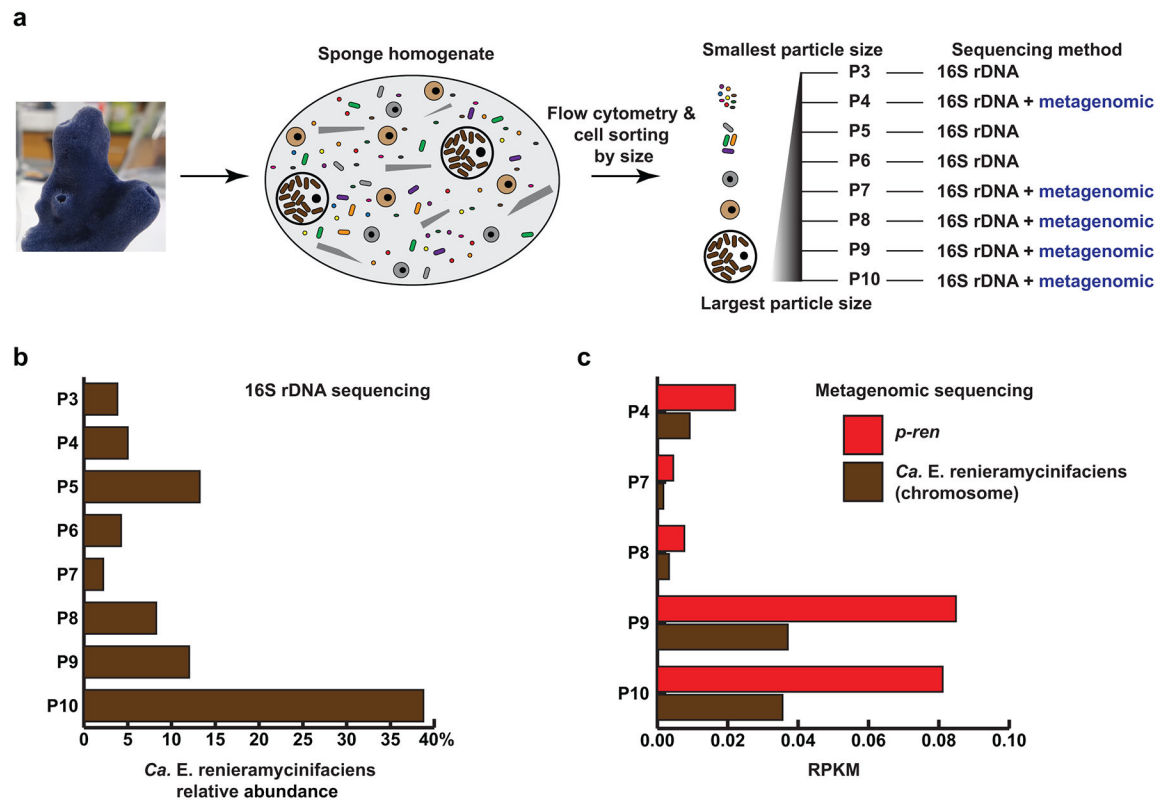 a
Sponge homogenate
Flow cytometry &
cell sorting
by size
Smallest particle size
Sequencing method
P3 16S rDNA
P4 16S rDNA + metagenomic
P5 16S rDNA
P6 16S rDNA
P7 16S rDNA + metagenomic
P8 16S rDNA + metagenomic
P9 16S rDNA + metagenomic
P10 16S rDNA + metagenomic
Largest particle size
b
16S rDNA sequencing
P3
P4
P5
P6
P7
P8
P9
P10
0 5 10 15 20 25 30 35 40%
Ca. E. renieramycinifaciens
relative abundance
c
Metagenomic sequencing
p-ren
Ca. E. renieramycinifaciens
(chromosome)
P4
P7
P8
P9
P10
0.00 0.02 0.04 0.06 0.08 0.10
RPKM